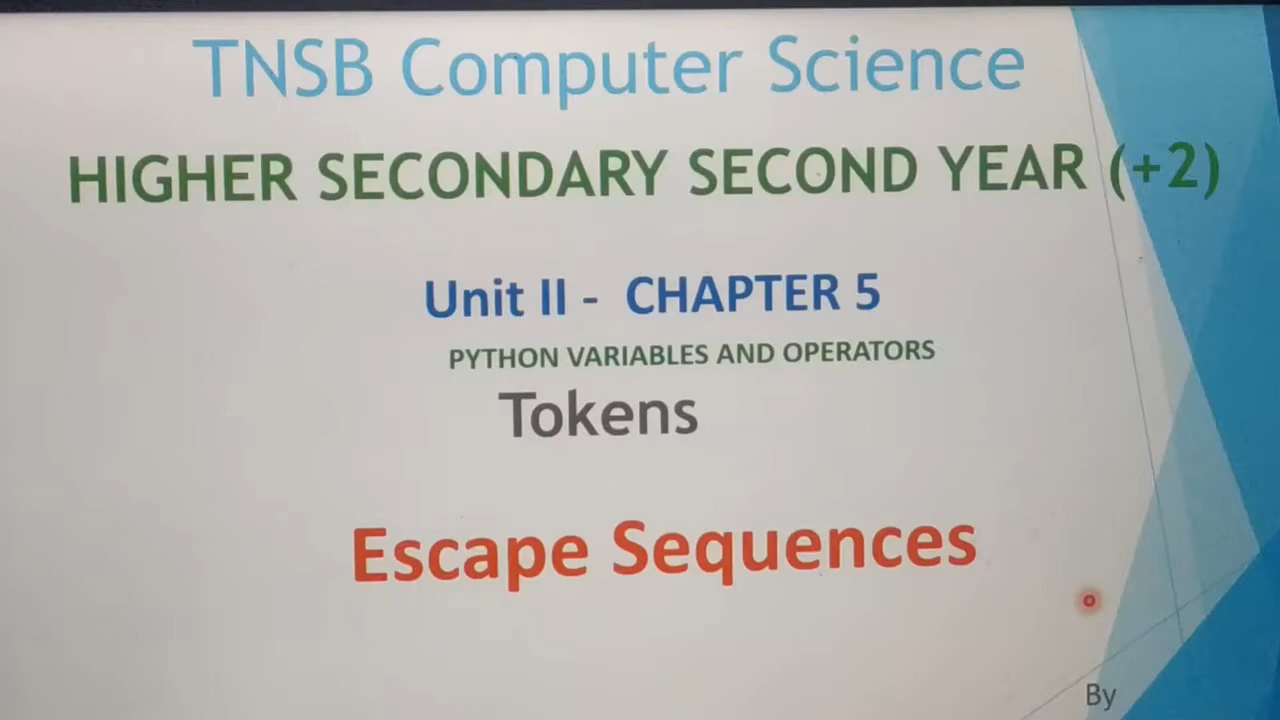 TNSB Computer Science
HIGHER SECONDARY SECOND YEAR (+2)
Unit II - CHAPTER 5
PYTHON VARIABLES AND OPERATORS
Tokens
Escape Sequences
By